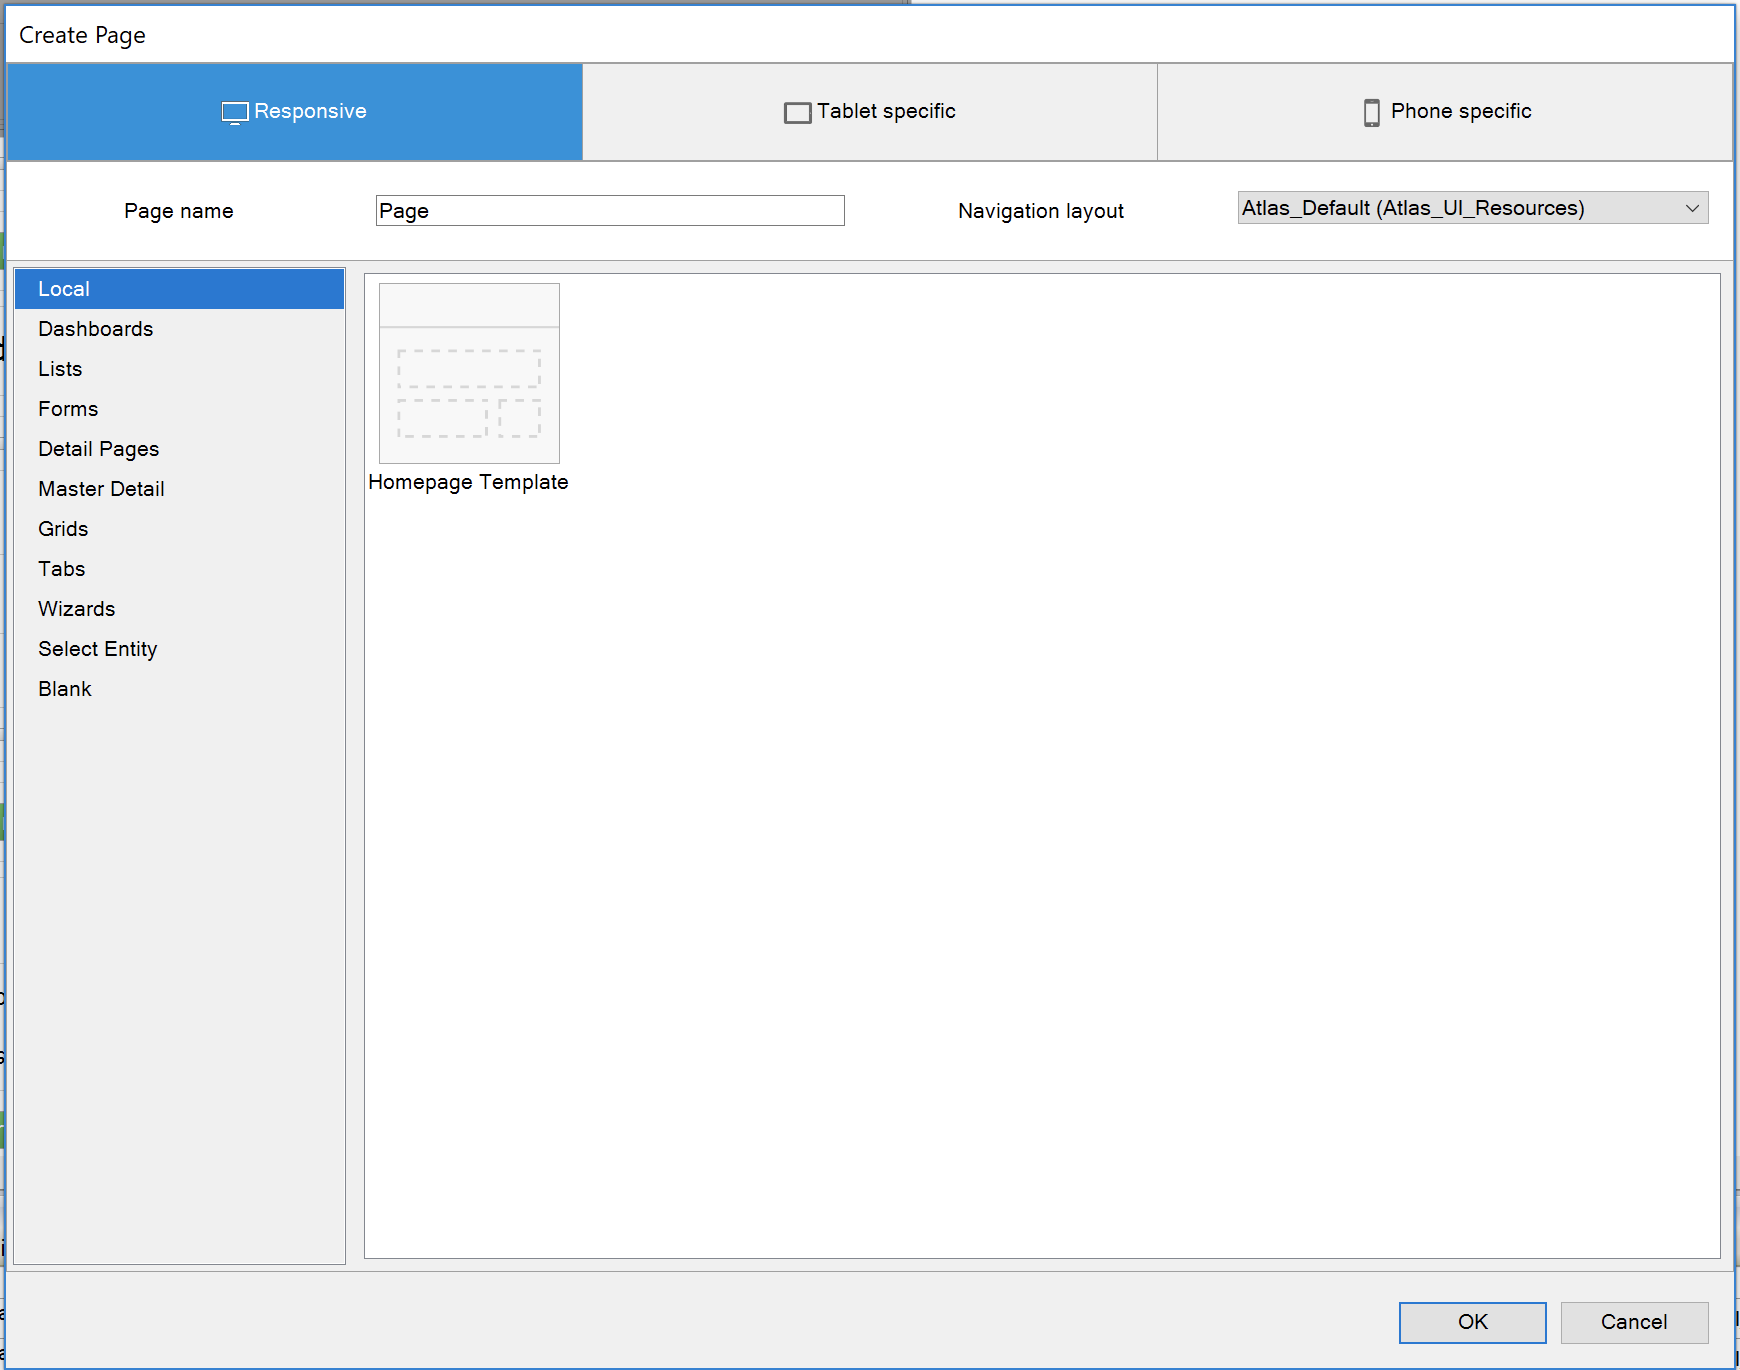 Create Page
Responsive
Tablet specific
Phone specific
Page name
Page
Navigation layout
Atlas_Default (Atlas_UI_Resources)
Local
Dashboards
Lists
Forms
Detail Pages
Master Detail
Grids
Tabs
Wizards
Select Entity
Blank
Homepage Template
OK
Cancel